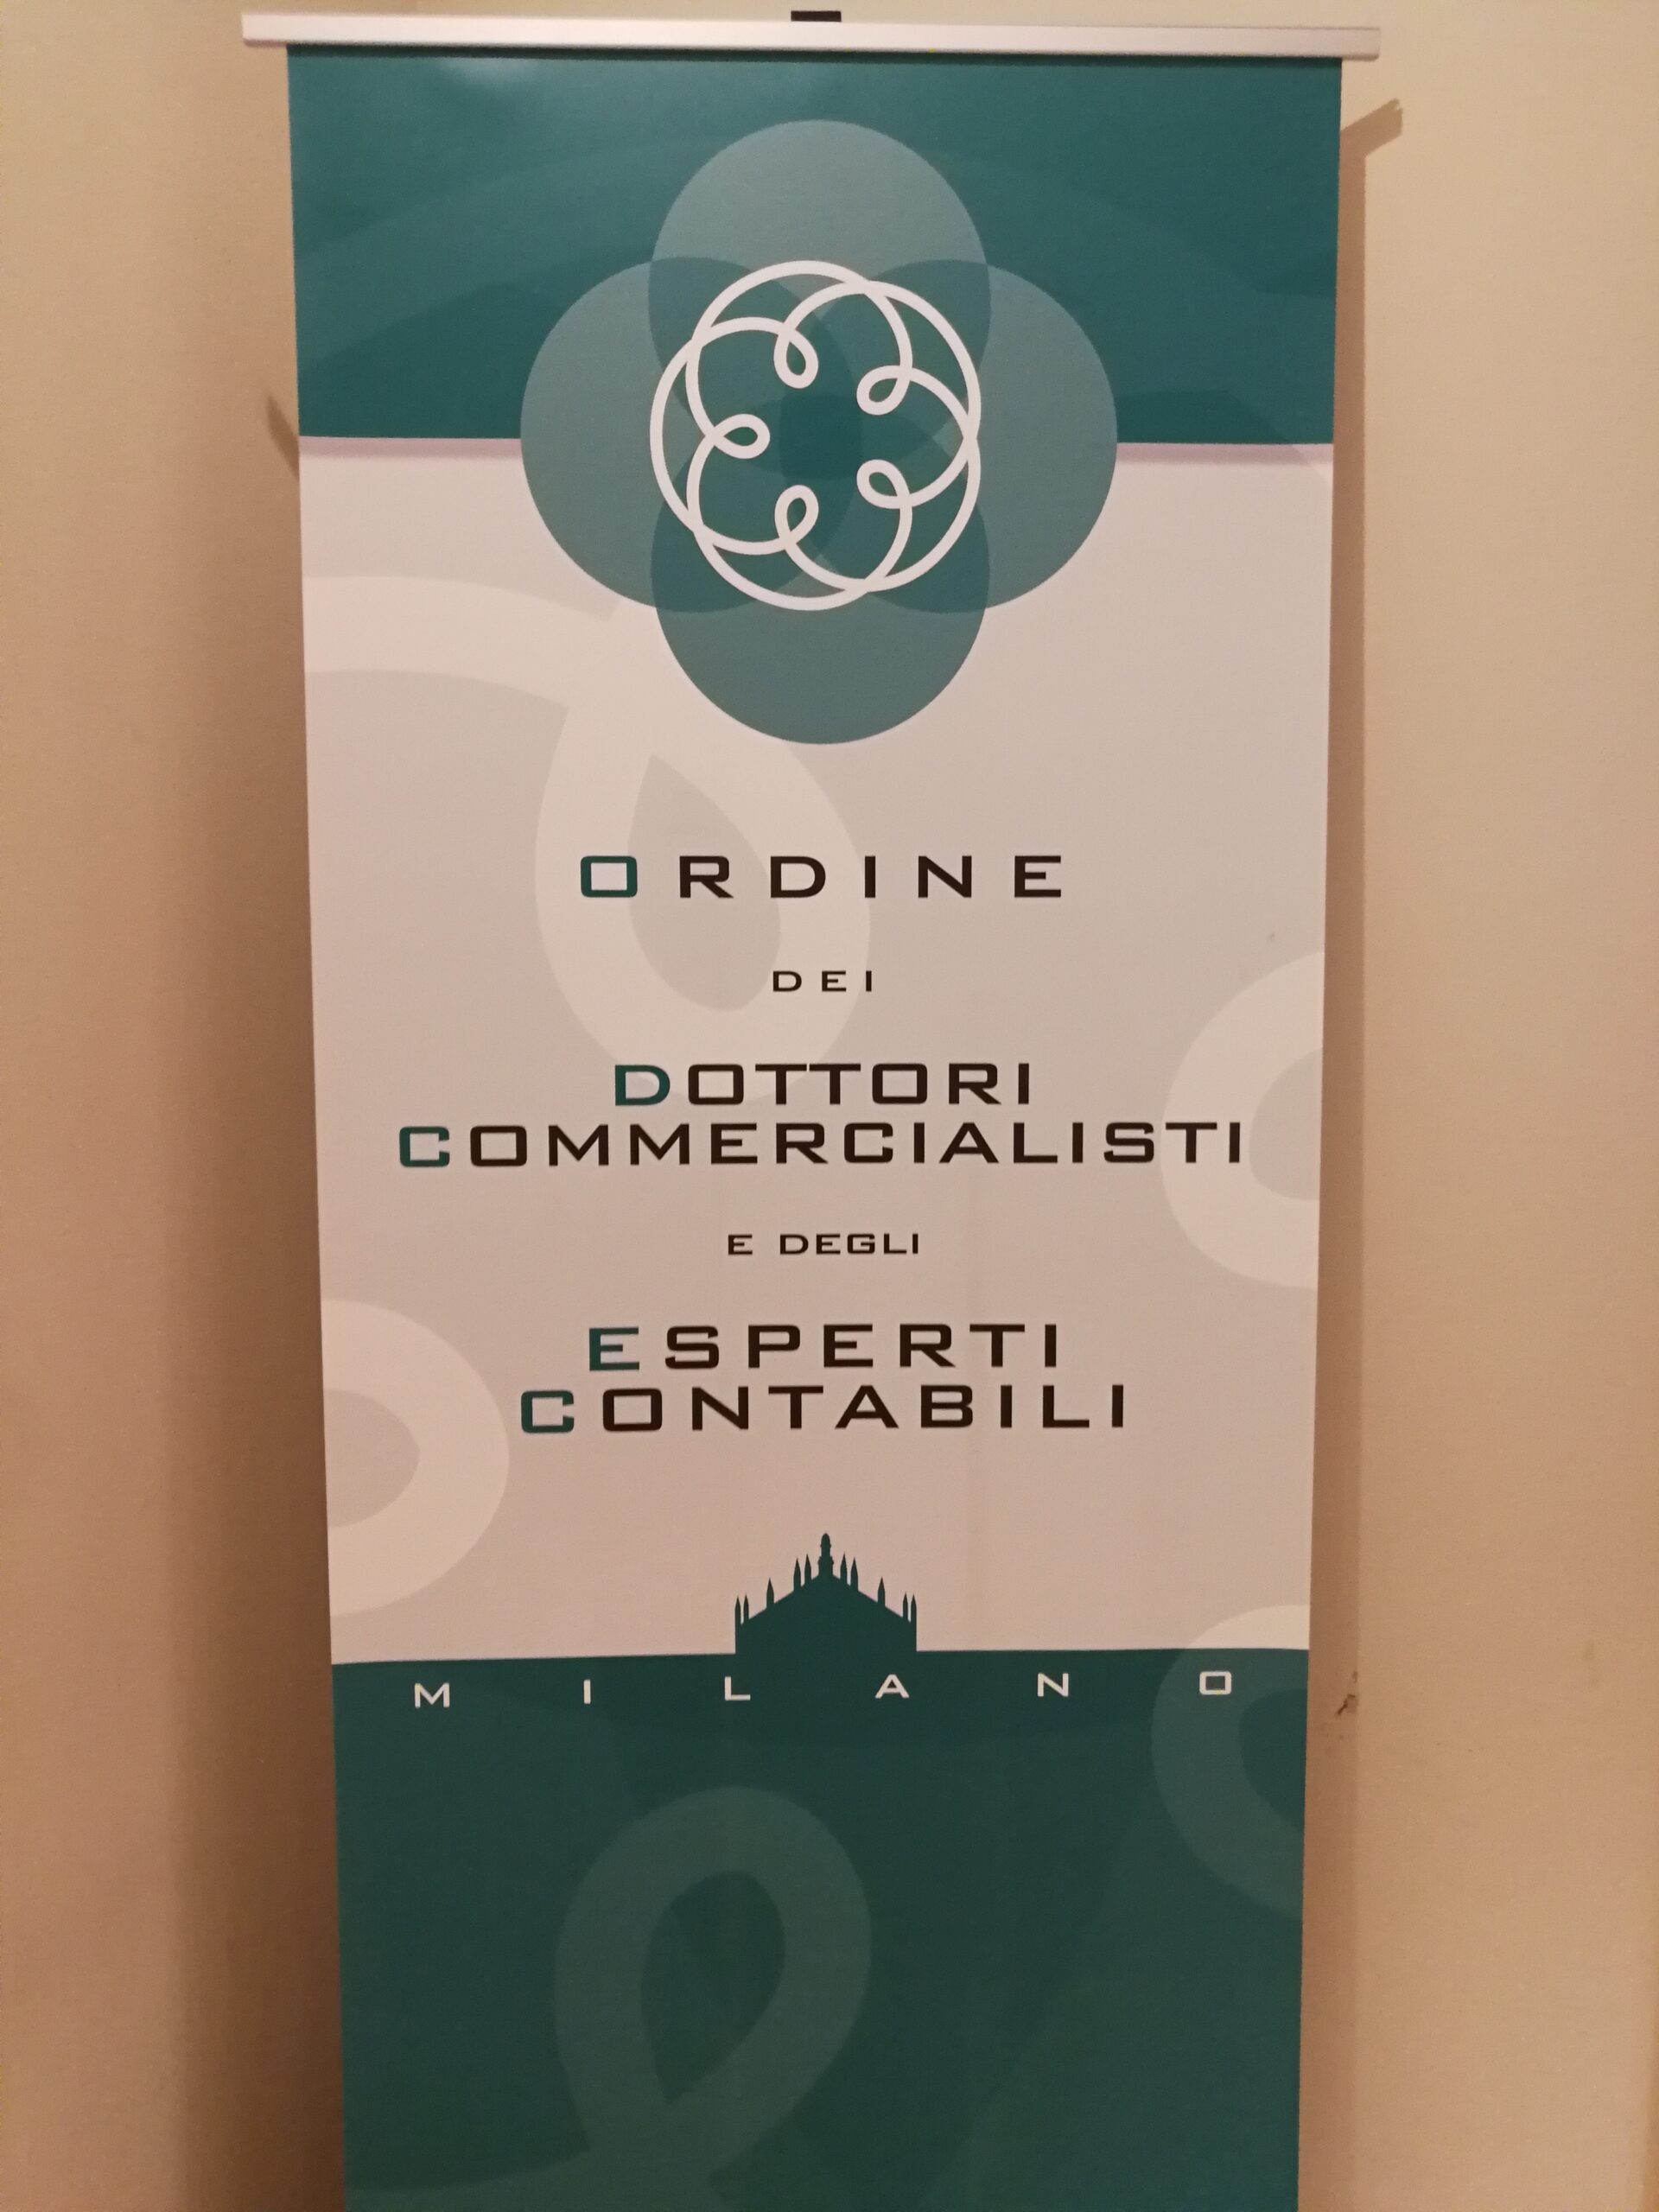 ORDINE
DEI
DOTTORI
COMMERCIALISTI
E DEGLI
ESPERTI
CONTABILI
MILANO